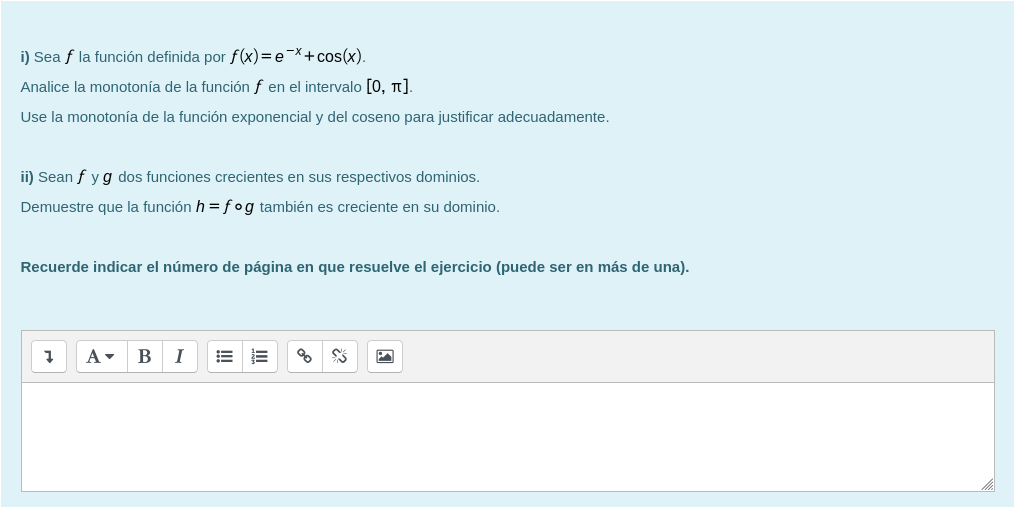 i) Sea f la función definida por f(x)=e^{-x}+cos(x).
Analice la monotonía de la función f en el intervalo [0, π].
Use la monotonía de la función exponencial y del coseno para justificar adecuadamente.
ii) Sean f y g dos funciones crecientes en sus respectivos dominios.
Demuestre que la función h = f∘g también es creciente en su dominio.
Recuerde indicar el número de página en que resuelve el ejercicio (puede ser en más de una).
A B I